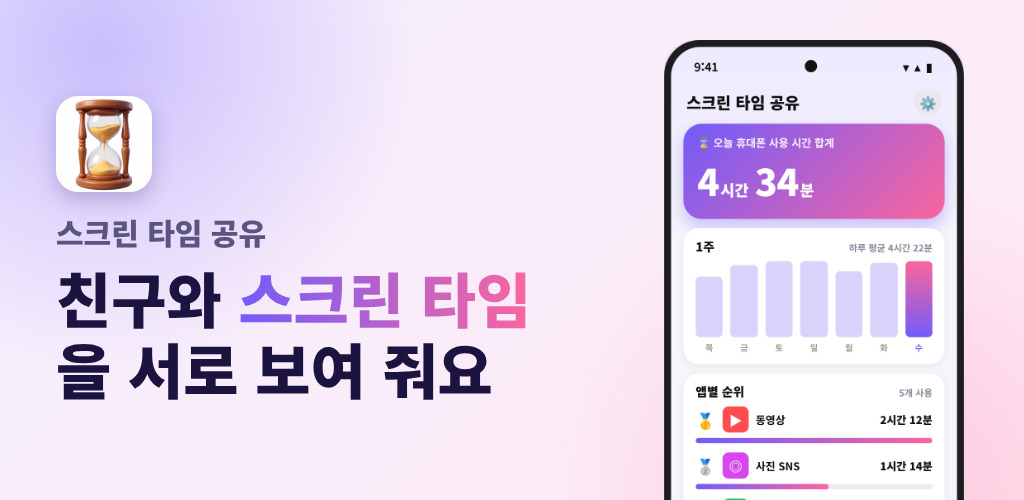 스크린 타임 공유
친구와 스크린 타임
을 서로 보여 줘요
9:41
스크린 타임 공유
오늘 휴대폰 사용 시간 합계
4시간 34분
1주
하루 평균 4시간 22분
목 금 토 일 월 화 수
앱별 순위
5개 사용
동영상
2시간 12분
사진 SNS
1시간 14분